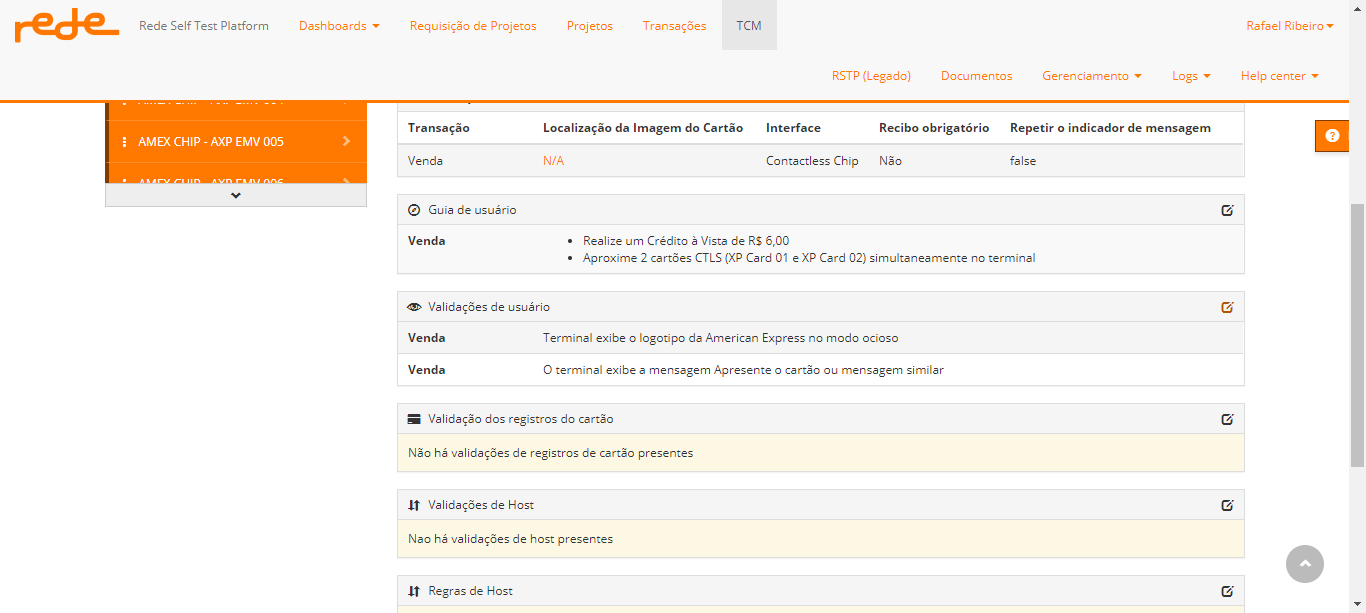 rede
Rede Self Test Platform
Dashboards
Requisição de Projetos
Projetos
Transações
TCM
Rafael Ribeiro
RSTP (Legado)
Documentos
Gerenciamento
Logs
Help center
AMEX CHIP - AXP EMV 005
AMEX CHIP - AXP EMV 006
Transação Localização da Imagem do Cartão Interface Recibo obrigatório Repetir o indicador de mensagem
Venda N/A Contactless Chip Não false
Guia de usuário
Venda
Realize um Crédito à Vista de R$ 6,00
Aproxime 2 cartões CTLS (XP Card 01 e XP Card 02) simultaneamente no terminal
Validações de usuário
Venda Terminal exibe o logotipo da American Express no modo ocioso
Venda O terminal exibe a mensagem Apresente o cartão ou mensagem similar
Validação dos registros do cartão
Não há validações de registros de cartão presentes
Validações de Host
Nao há validações de host presentes
Regras de Host